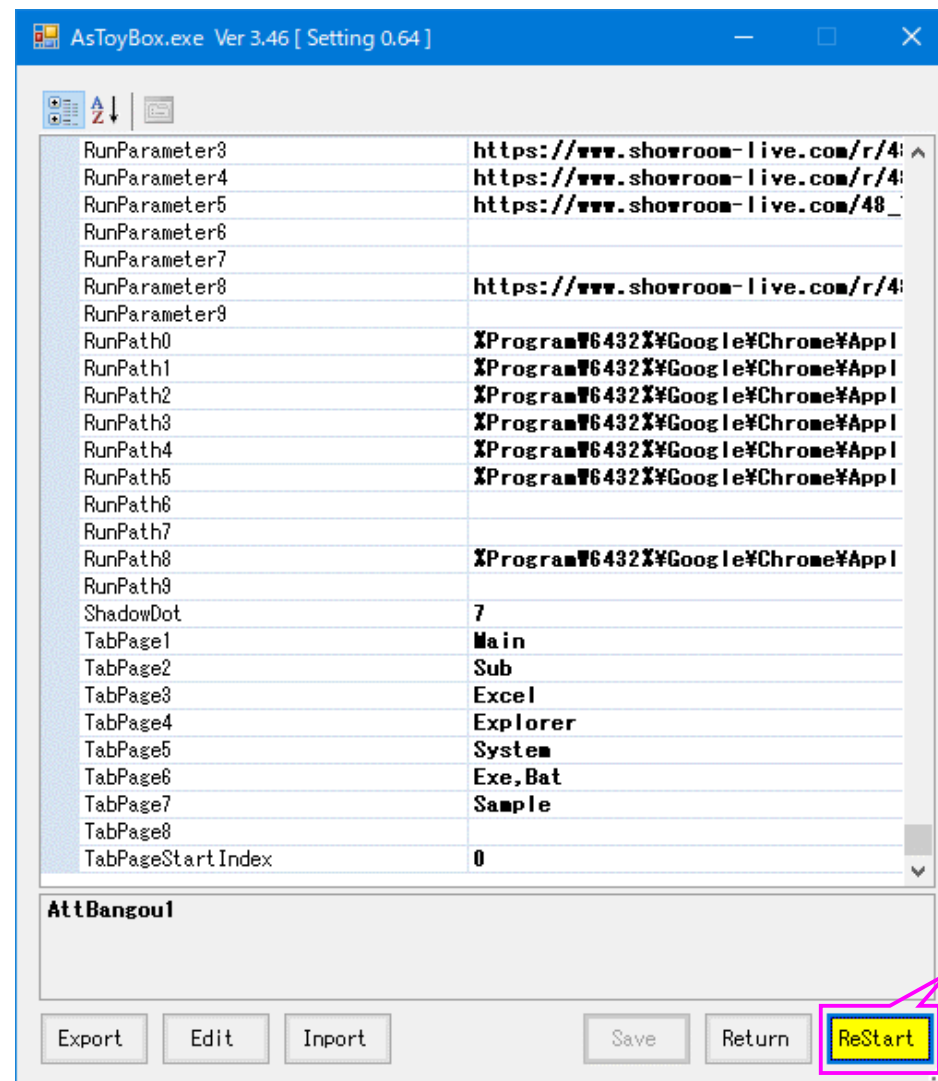 AsToyBox.exe Ver 3.46 [ Setting 0.64 ]
RunParameter3 https://www.showroom-live.com/r/4
RunParameter4 https://www.showroom-live.com/r/4
RunParameter5 https://www.showroom-live.com/48_
RunParameter6
RunParameter7
RunParameter8 https://www.showroom-live.com/r/4
RunParameter9
RunPath0 %ProgramW6432%¥Google¥Chrome¥Appl
RunPath1 %ProgramW6432%¥Google¥Chrome¥Appl
RunPath2 %ProgramW6432%¥Google¥Chrome¥Appl
RunPath3 %ProgramW6432%¥Google¥Chrome¥Appl
RunPath4 %ProgramW6432%¥Google¥Chrome¥Appl
RunPath5 %ProgramW6432%¥Google¥Chrome¥Appl
RunPath6
RunPath7
RunPath8 %ProgramW6432%¥Google¥Chrome¥Appl
RunPath9
ShadowDot 7
TabPage1 Main
TabPage2 Sub
TabPage3 Excel
TabPage4 Explorer
TabPage5 System
TabPage6 Exe,Bat
TabPage7 Sample
TabPage8
TabPageStartIndex 0
AttBangou1
Export Edit Inport Save Return ReStart